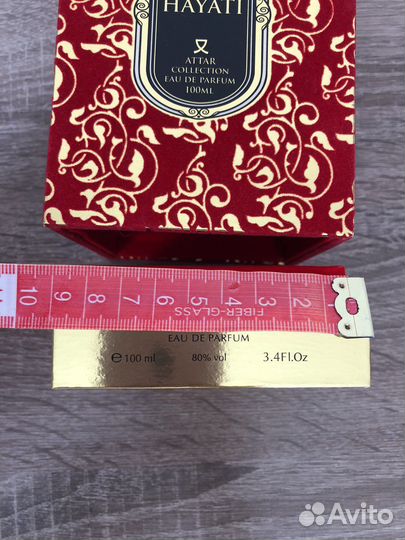 HAYATI
ATTAR
COLLECTION
EAU DE PARFUM
100ML
10 9 8 7 6 5 4 3 2
FIBER-GLASS
EAU DE PARFUM
℮ 100 ml 80% vol 3.4Fl.Oz
Avito